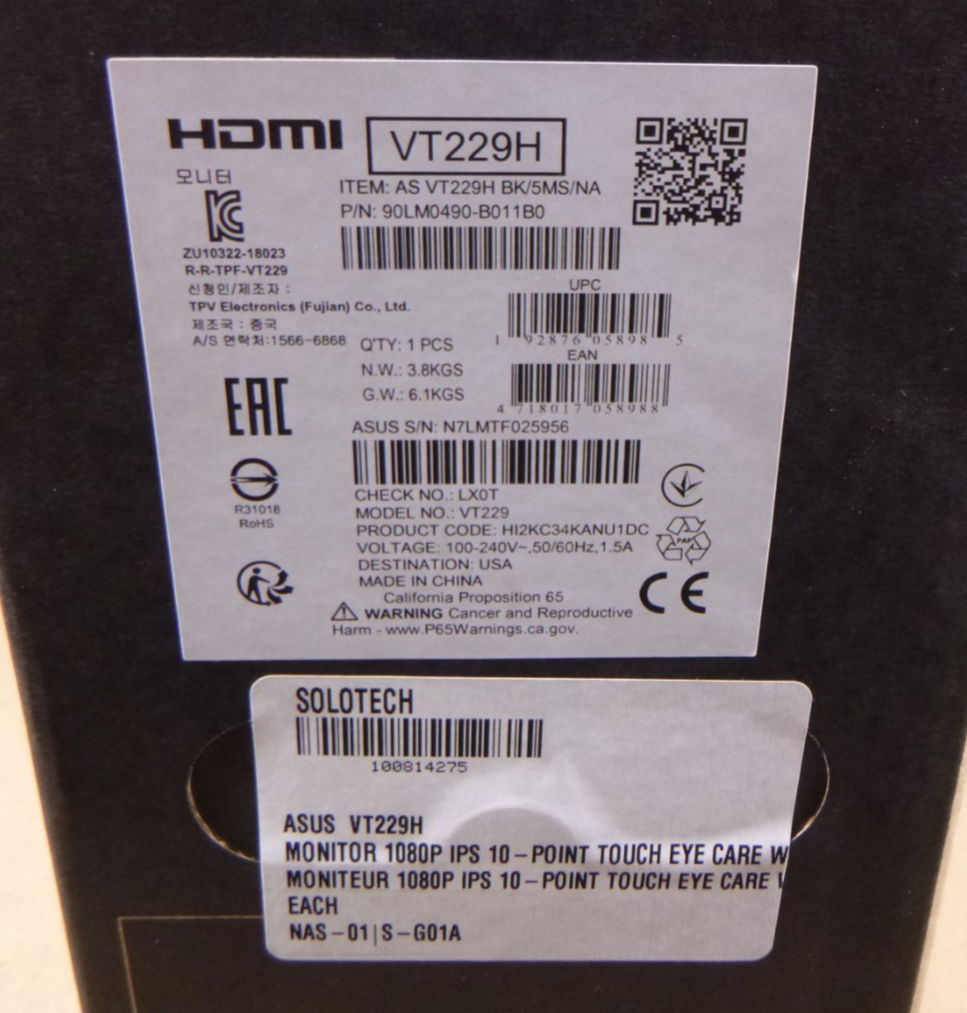 HDMI
VT229H
모니터
ITEM: AS VT229H BK/5MS/NA
P/N: 90LM0490-B011B0
ZU10322-18023
R-R-TPF-VT229
신청인/제조자 :
TPV Electronics (Fujian) Co., Ltd.
제조국 : 중국
A/S 연락처:1566-6868
UPC
1 92876 05898 5
EAN
4 718017 058988
Q'TY: 1 PCS
N.W.: 3.8KGS
G.W.: 6.1KGS
EAC
ASUS S/N: N7LMTF025956
R31018
RoHS
CHECK NO.: LX0T
MODEL NO.: VT229
PRODUCT CODE: HI2KC34KANU1DC
VOLTAGE: 100-240V~,50/60Hz,1.5A
PAP
DESTINATION: USA
MADE IN CHINA
CE
California Proposition 65
WARNING Cancer and Reproductive
Harm - www.P65Warnings.ca.gov.
SOLOTECH
100814275
ASUS VT229H
MONITOR 1080P IPS 10-POINT TOUCH EYE CARE W
MONITEUR 1080P IPS 10-POINT TOUCH EYE CARE
EACH
NAS-01|S-G01A